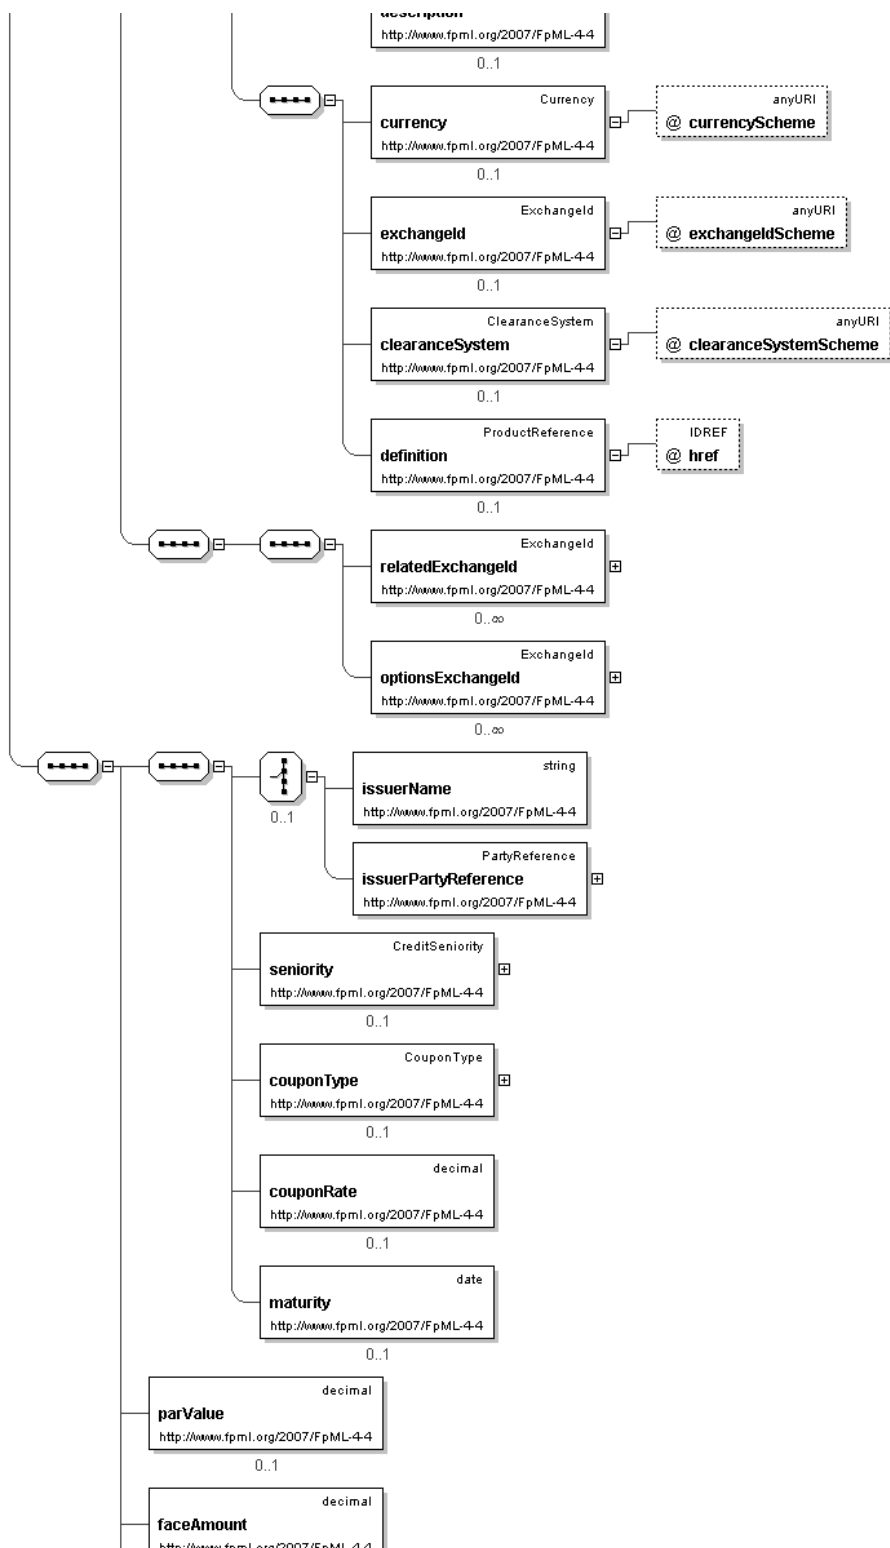 description
http://www.fpml.org/2007/FpML-4-4
0..1
Currency
currency
http://www.fpml.org/2007/FpML-4-4
0..1
anyURI
@ currencyScheme
ExchangeId
exchangeId
http://www.fpml.org/2007/FpML-4-4
0..1
anyURI
@ exchangeIdScheme
ClearanceSystem
clearanceSystem
http://www.fpml.org/2007/FpML-4-4
0..1
anyURI
@ clearanceSystemScheme
ProductReference
definition
http://www.fpml.org/2007/FpML-4-4
0..1
IDREF
@ href
ExchangeId
relatedExchangeId
http://www.fpml.org/2007/FpML-4-4
0..∞
ExchangeId
optionsExchangeId
http://www.fpml.org/2007/FpML-4-4
0..∞
0..1
string
issuerName
http://www.fpml.org/2007/FpML-4-4
PartyReference
issuerPartyReference
http://www.fpml.org/2007/FpML-4-4
CreditSeniority
seniority
http://www.fpml.org/2007/FpML-4-4
0..1
CouponType
couponType
http://www.fpml.org/2007/FpML-4-4
0..1
decimal
couponRate
http://www.fpml.org/2007/FpML-4-4
0..1
date
maturity
http://www.fpml.org/2007/FpML-4-4
0..1
decimal
parValue
http://www.fpml.org/2007/FpML-4-4
0..1
decimal
faceAmount
http://www.fpml.org/2007/FpML-4-4